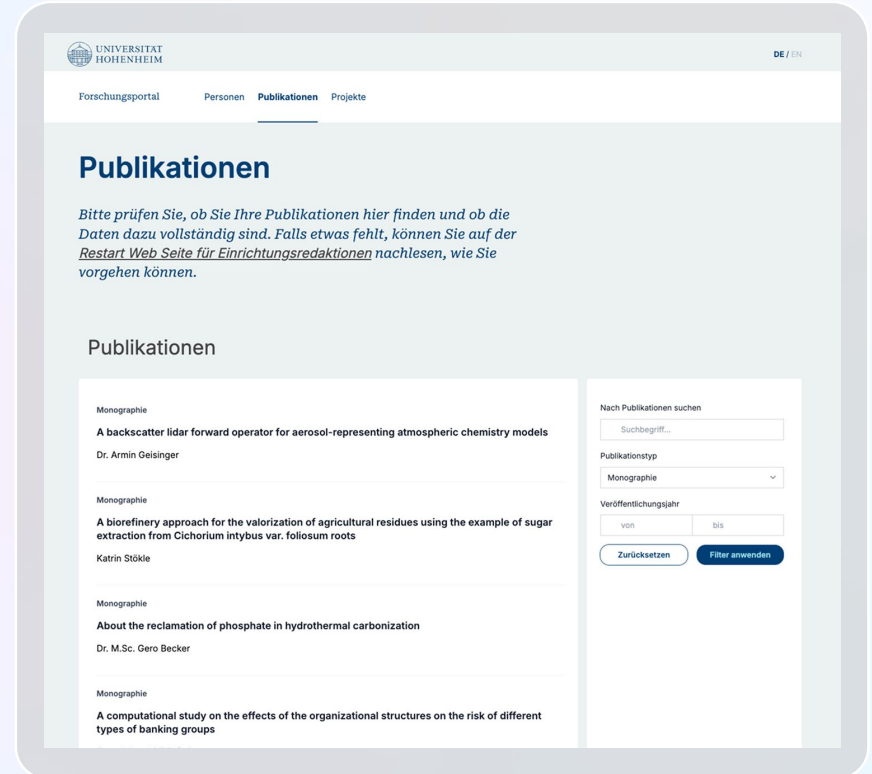 UNIVERSITAT
HOHENHEIM
DE / EN
Forschungsportal
Personen
Publikationen
Projekte
Publikationen
Bitte prüfen Sie, ob Sie Ihre Publikationen hier finden und ob die
Daten dazu vollständig sind. Falls etwas fehlt, können Sie auf der
Restart Web Seite für Einrichtungsredaktionen nachlesen, wie Sie
vorgehen können.
Publikationen
Monographie
A backscatter lidar forward operator for aerosol-representing atmospheric chemistry models
Dr. Armin Geisinger
Monographie
A biorefinery approach for the valorization of agricultural residues using the example of sugar
extraction from Cichorium intybus var. foliosum roots
Katrin Stökle
Monographie
About the reclamation of phosphate in hydrothermal carbonization
Dr. M.Sc. Gero Becker
Monographie
A computational study on the effects of the organizational structures on the risk of different
types of banking groups
Nach Publikationen suchen
Suchbegriff...
Publikationstyp
Monographie
Veröffentlichungsjahr
von
bis
Zurücksetzen
Filter anwenden